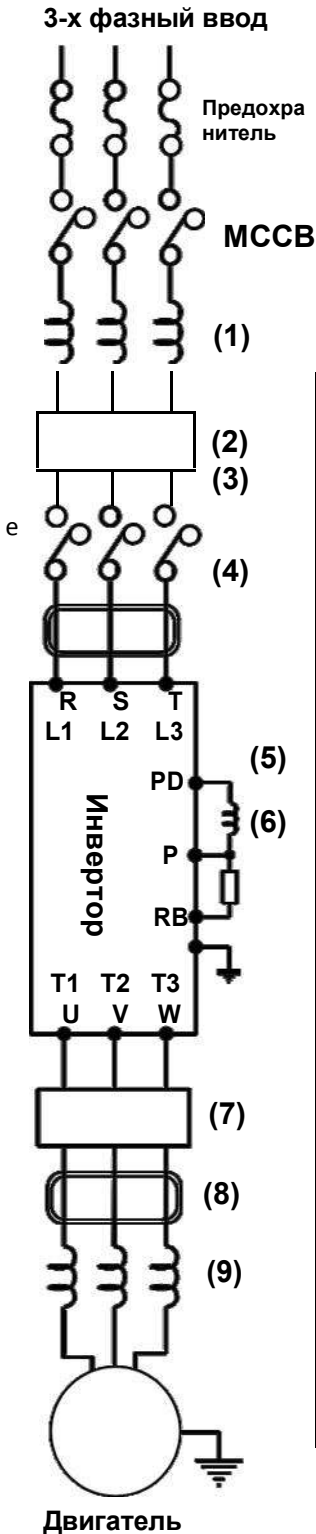 3-х фазный ввод
Предохра
нитель
МССВ
(1)
(2)
(3)
е
(4)
R S T
L1 L2 L3
(5)
PD
(6)
Инвертор
P
RB
T1 T2 T3
U V W
(7)
(8)
(9)
Двигатель